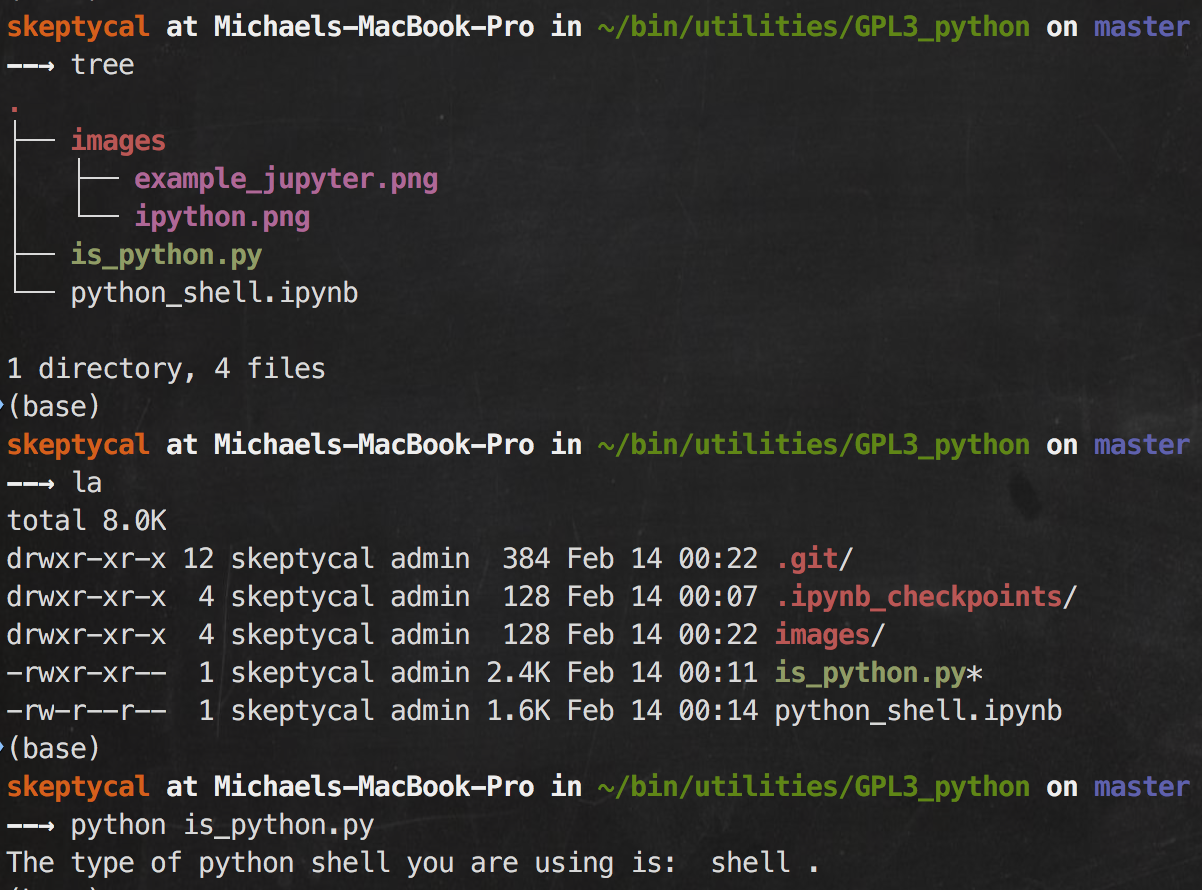 skeptycal at Michaels-MacBook-Pro in ~/bin/utilities/GPL3_python on master
––→ tree
.
├── images
│   ├── example_jupyter.png
│   └── ipython.png
├── is_python.py
└── python_shell.ipynb
1 directory, 4 files
(base)
skeptycal at Michaels-MacBook-Pro in ~/bin/utilities/GPL3_python on master
––→ la
total 8.0K
drwxr-xr-x 12 skeptycal admin  384 Feb 14 00:22 .git/
drwxr-xr-x  4 skeptycal admin  128 Feb 14 00:07 .ipynb_checkpoints/
drwxr-xr-x  4 skeptycal admin  128 Feb 14 00:22 images/
-rwxr-xr--  1 skeptycal admin 2.4K Feb 14 00:11 is_python.py*
-rw-r--r--  1 skeptycal admin 1.6K Feb 14 00:14 python_shell.ipynb
(base)
skeptycal at Michaels-MacBook-Pro in ~/bin/utilities/GPL3_python on master
––→ python is_python.py
The type of python shell you are using is:  shell .